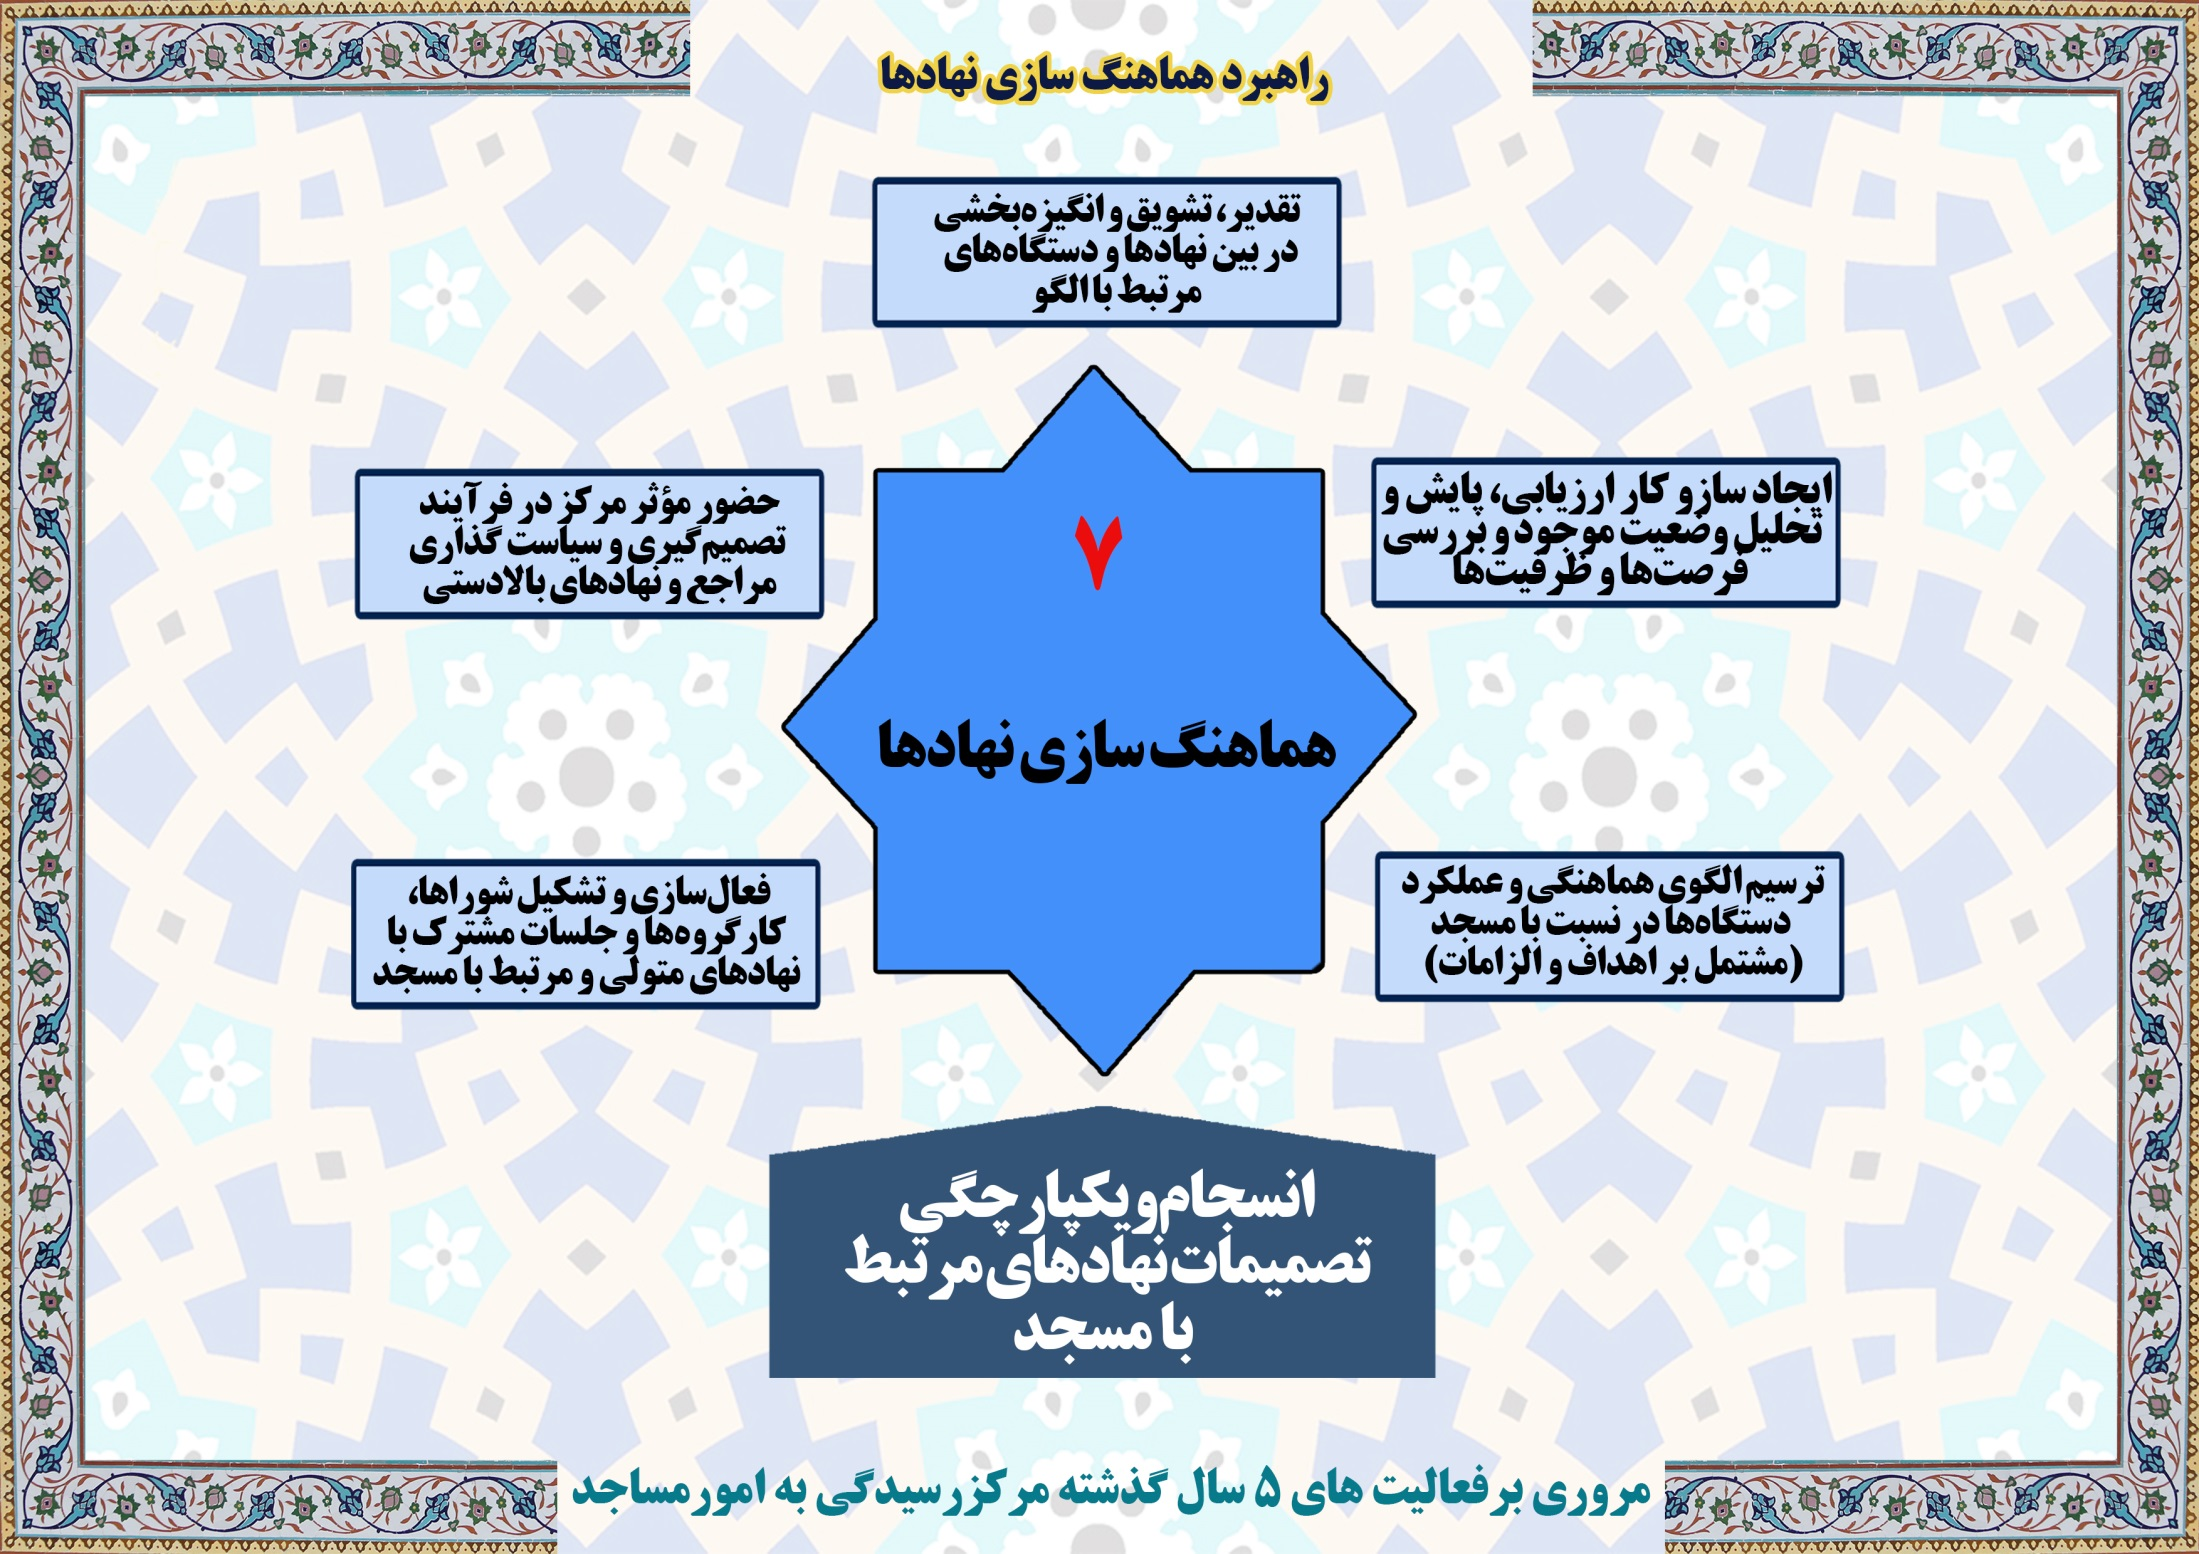 راهبرد هماهنگ سازی نهادها
تقدیر، تشویق و انگیزه‌بخشی
در بین نهادها و دستگاه‌های
مرتبط با الگو
ایجاد سازو کار ارزیابی، پایش و
تحلیل وضعیت موجود و بررسی
فرصت‌ها و ظرفیت‌ها
حضور مؤثر مرکز در فرآیند
تصمیم‌گیری و سیاست گذاری
مراجع و نهادهای بالادستی
۷
هماهنگ سازی نهادها
ترسیم الگوی هماهنگی و عملکرد
دستگاه‌ها در نسبت با مسجد
(مشتمل بر اهداف و الزامات)
فعال‌سازی و تشکیل شوراها،
کارگروه‌ها و جلسات مشترک با
نهادهای متولی و مرتبط با مسجد
انسجام و یکپارچگی
تصمیمات نهادهای مرتبط
با مسجد
مروری بر فعالیت های ۵ سال گذشته مرکز رسیدگی به امور مساجد